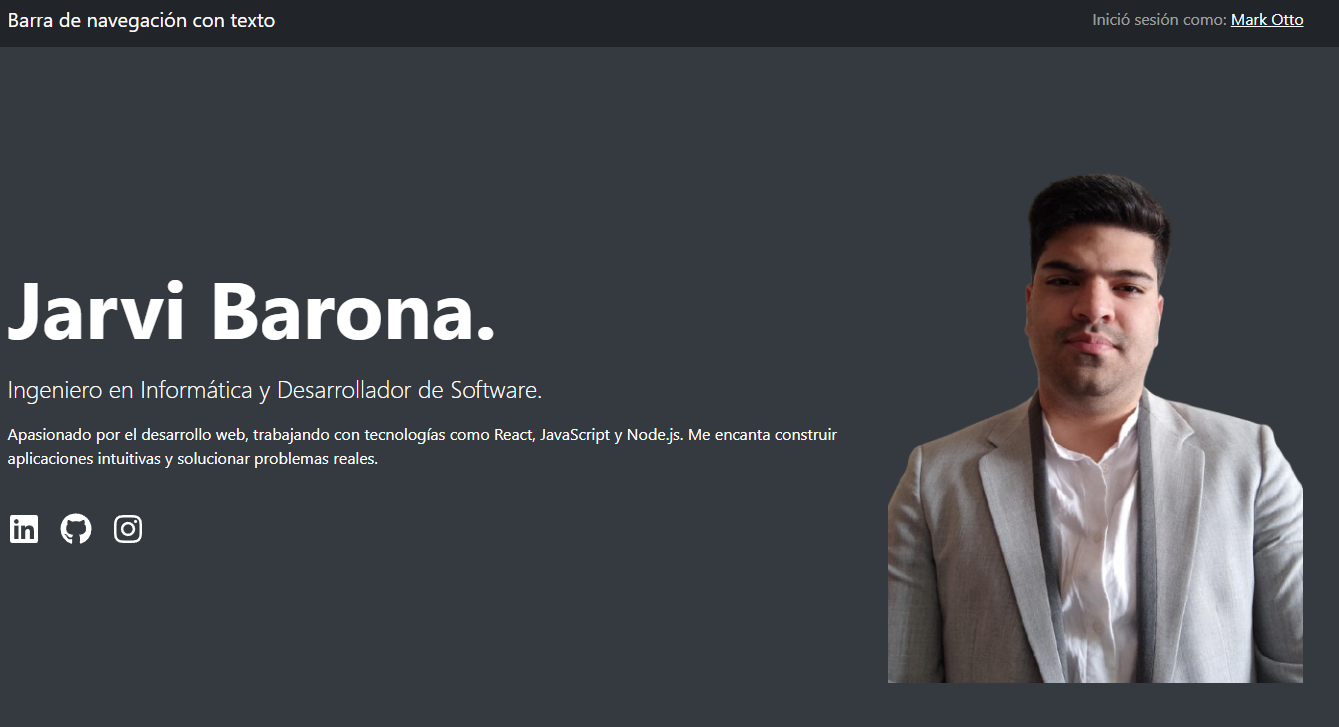 Barra de navegación con texto
Inició sesión como: Mark Otto
Jarvi Barona.
Ingeniero en Informática y Desarrollador de Software.
Apasionado por el desarrollo web, trabajando con tecnologías como React, JavaScript y Node.js. Me encanta construir
aplicaciones intuitivas y solucionar problemas reales.
in